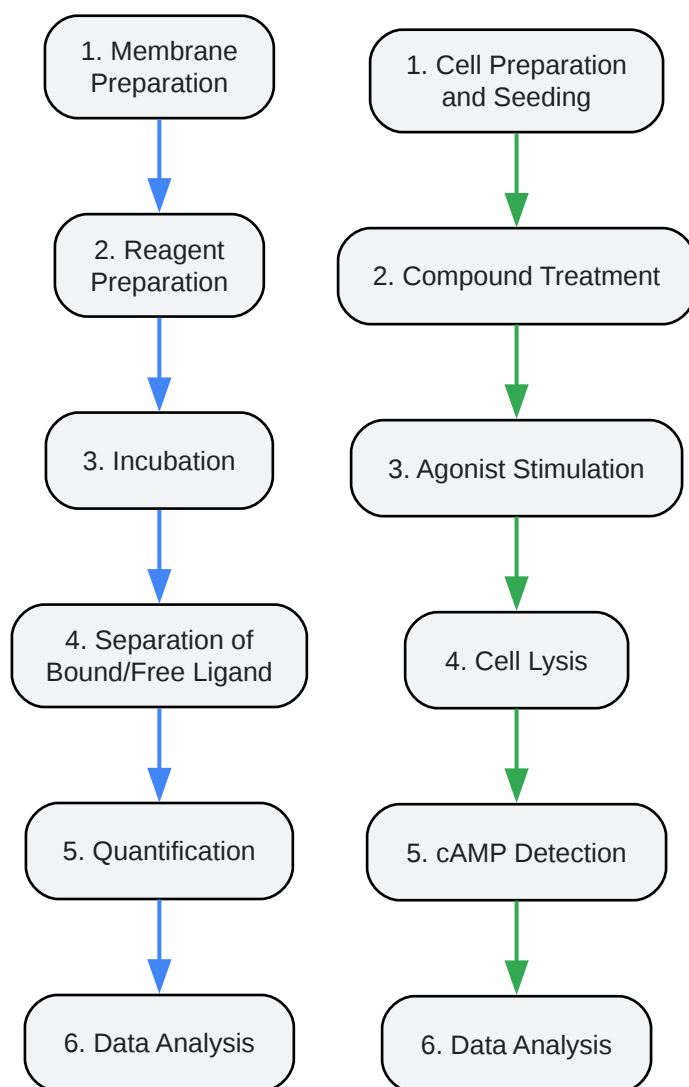 1. Membrane
Preparation
2. Reagent
Preparation
3. Incubation
4. Separation of
Bound/Free Ligand
5. Quantification
6. Data Analysis
1. Cell Preparation
and Seeding
2. Compound Treatment
3. Agonist Stimulation
4. Cell Lysis
5. cAMP Detection
6. Data Analysis